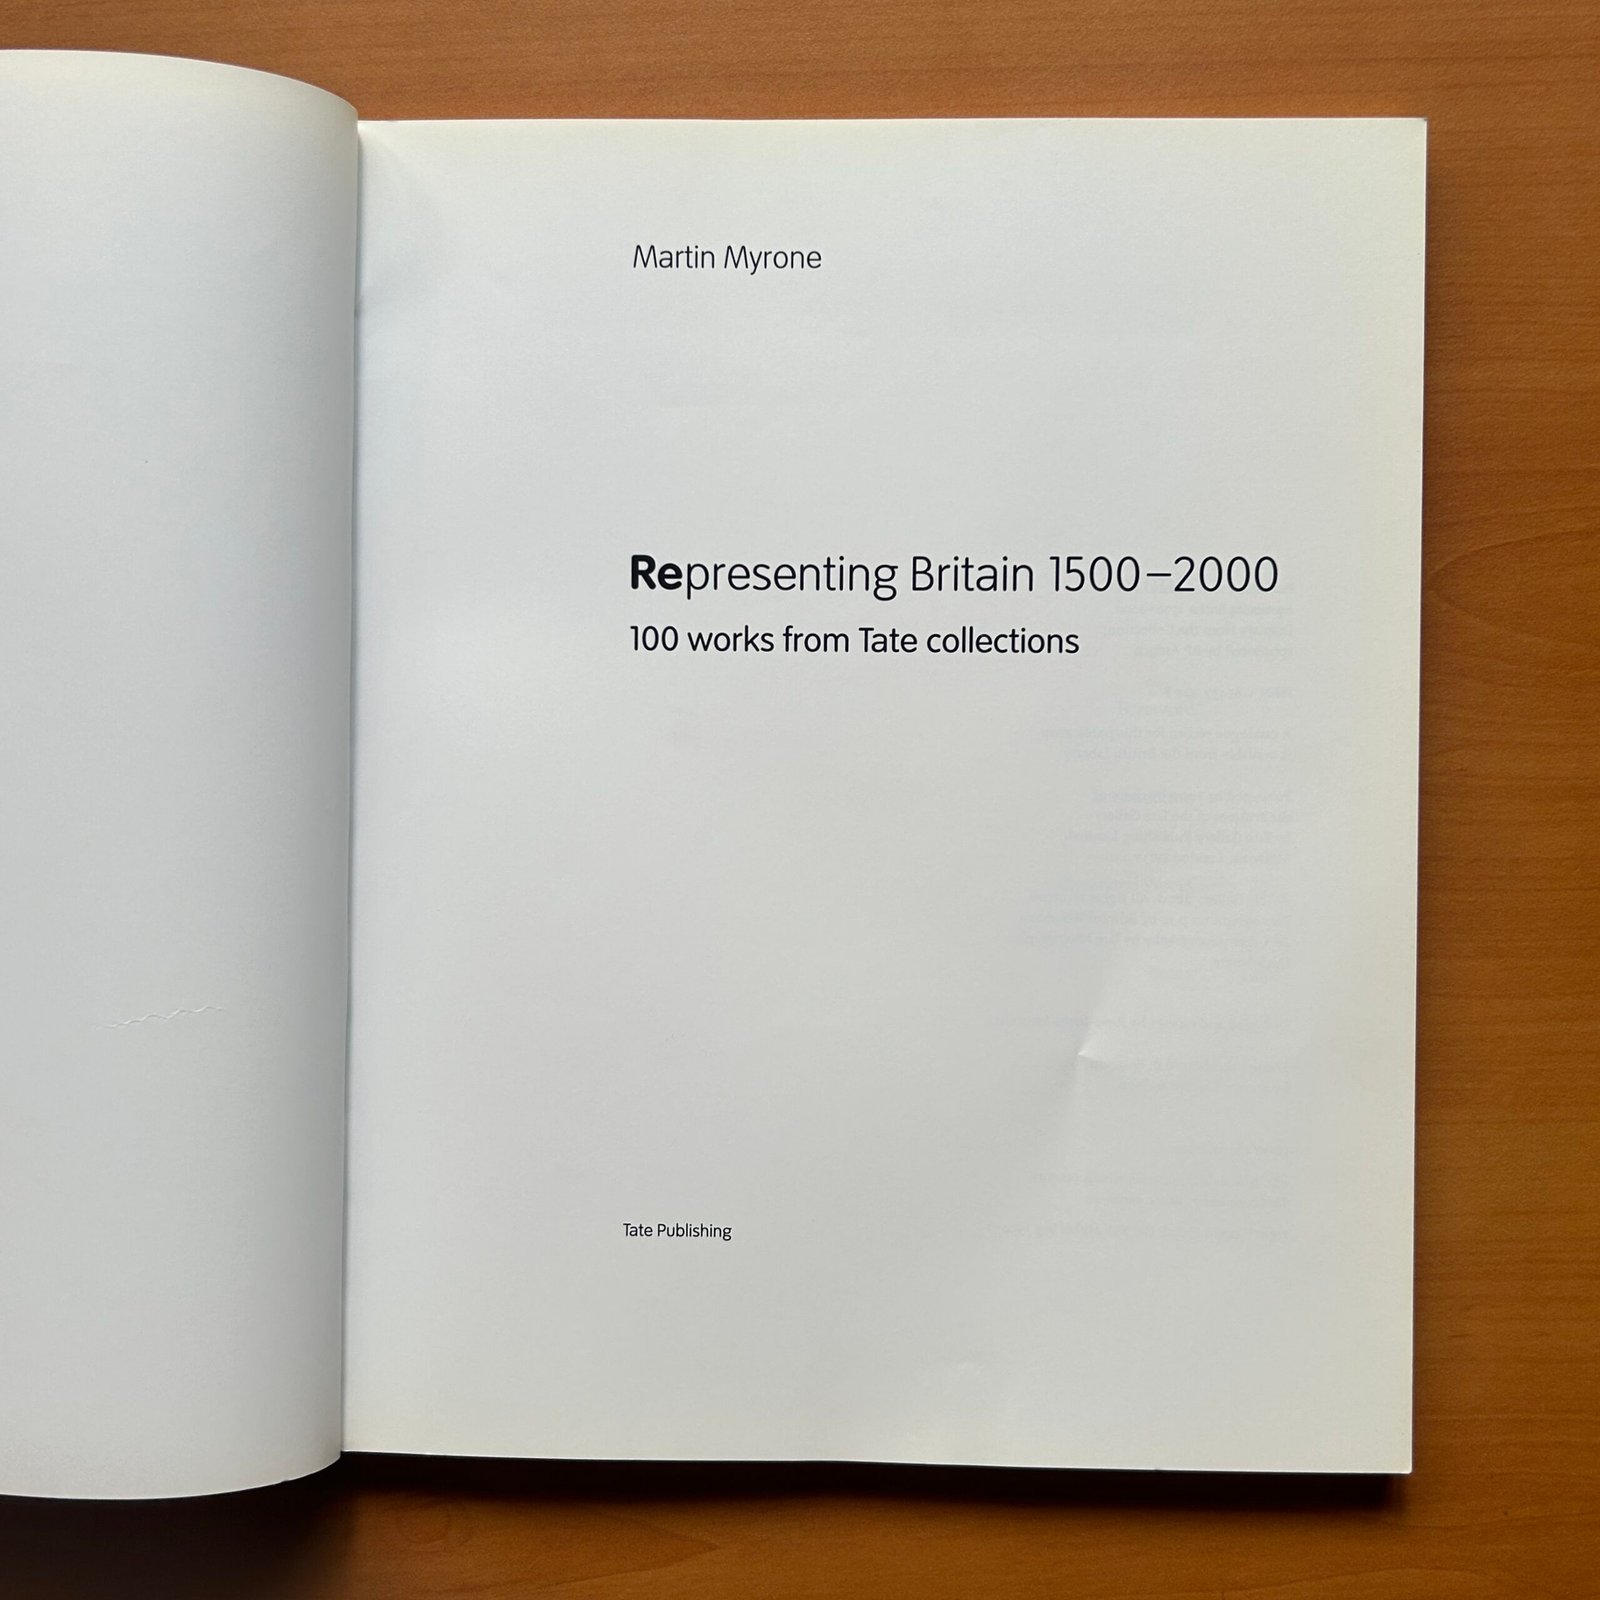 Martin Myrone
Representing Britain 1500–2000
100 works from Tate collections
Tate Publishing